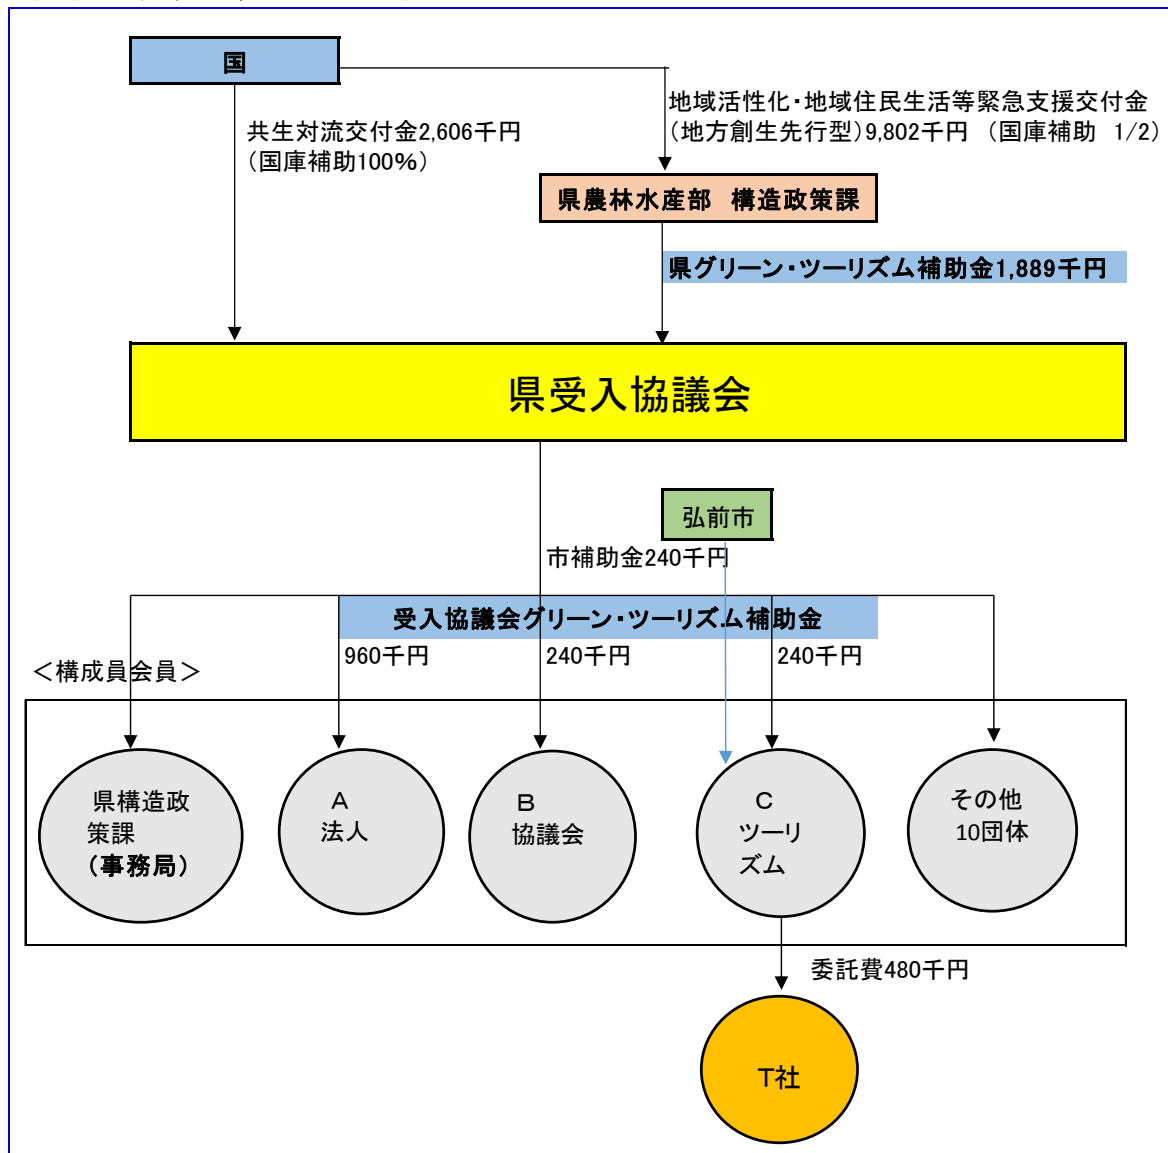 国
共生対流交付金2,606千円
（国庫補助100％）
地域活性化・地域住民生活等緊急支援交付金
（地方創生先行型）9,802千円　（国庫補助 1/2）
県農林水産部　構造政策課
県グリーン・ツーリズム補助金1,889千円
県受入協議会
弘前市
市補助金240千円
受入協議会グリーン・ツーリズム補助金
960千円
240千円
240千円
＜構成員会員＞
県構造政
策課
（事務局）
A
法人
B
協議会
C
ツーリ
ズム
その他
10団体
委託費480千円
T社